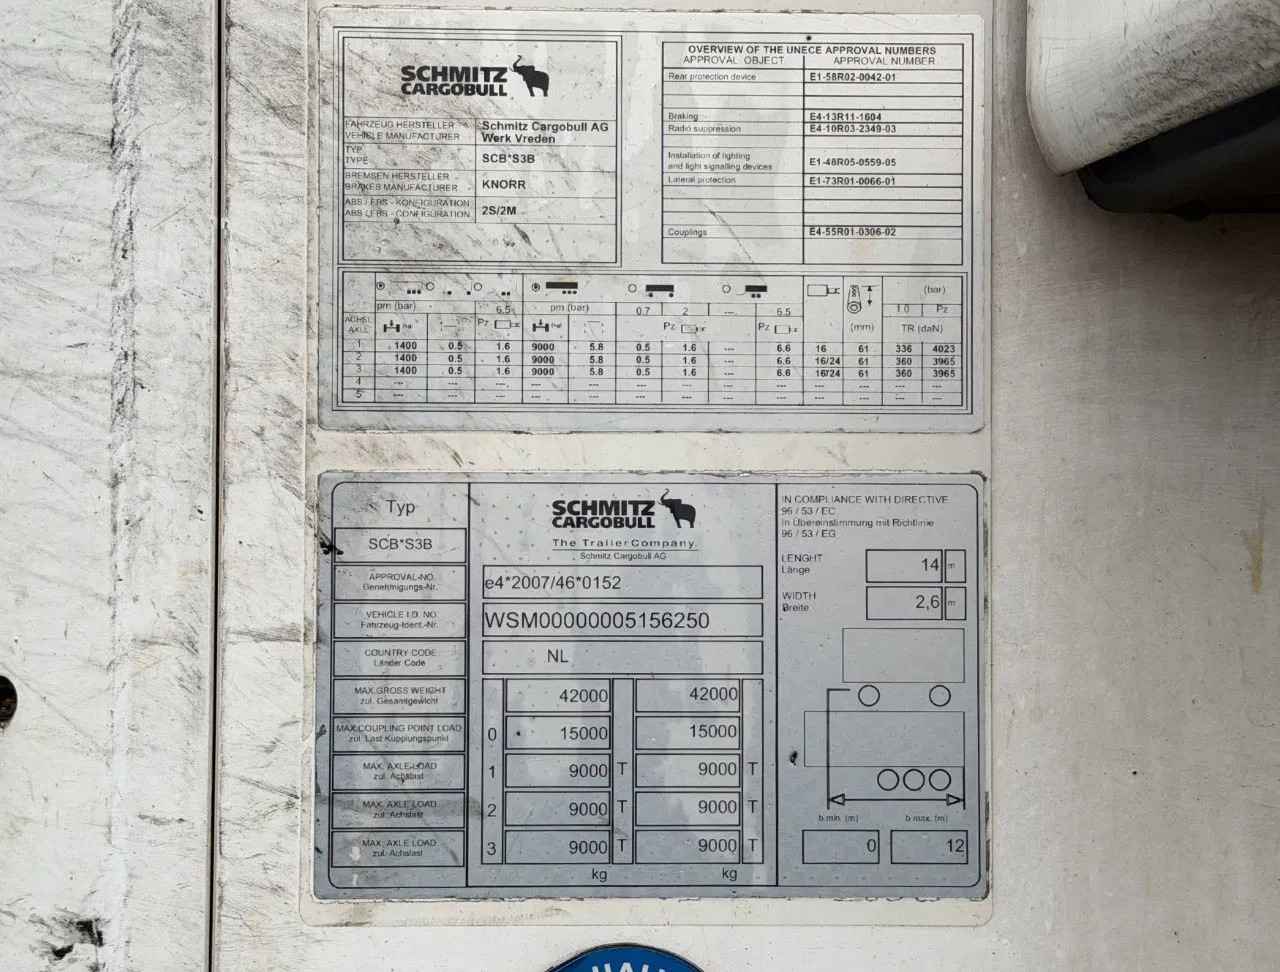 SCHMITZ
CARGOBULL
FAHRZEUG HERSTELLER
VEHICLE MANUFACTURER
Schmitz Cargobull AG
Werk Vreden
TYP
TYPE
SCB*S3B
BREMSEN HERSTELLER
BRAKES MANUFACTURER
KNORR
ABS / EBS - KONFIGURATION
ABS / EBS - CONFIGURATION
2S/2M
OVERVIEW OF THE UNECE APPROVAL NUMBERS
APPROVAL OBJECT APPROVAL NUMBER
Rear protection device E1-58R02-0042-01
Braking E4-13R11-1604
Radio suppression E4-10R03-2349-03
Installation of lighting
and light signalling devices E1-48R05-0559-05
Lateral protection E1-73R01-0066-01
Couplings E4-55R01-0306-02
(bar)
pm (bar) 6.5 pm (bar) 0.7 2 --- 6.5 1.0 Pz
ACHSE
AXLE
Pz Pz Pz (mm) TR (daN)
1 1400 0.5 1.6 9000 5.8 0.5 1.6 --- 6.6 16 61 336 4023
2 1400 0.5 1.6 9000 5.8 0.5 1.6 --- 6.6 16/24 61 360 3965
3 1400 0.5 1.6 9000 5.8 0.5 1.6 --- 6.6 16/24 61 360 3965
4 --- --- --- --- --- --- --- --- --- --- --- --- ---
5 --- --- --- --- --- --- --- --- --- --- --- --- ---
Typ
SCB*S3B
SCHMITZ
CARGOBULL
The Trailer Company.
Schmitz Cargobull AG
APPROVAL-NO.
Genehmigungs-Nr.
e4*2007/46*0152
VEHICLE I.D. NO
Fahrzeug-Ident.-Nr.
WSM00000005156250
COUNTRY CODE
Länder Code
NL
MAX.GROSS WEIGHT
zul. Gesamtgewicht
42000 42000
MAX.COUPLING POINT LOAD
zul. Last Kupplungspunkt
0 15000 15000
MAX. AXLE LOAD
zul. Achslast
1 9000 T 9000 T
MAX. AXLE LOAD
zul. Achslast
2 9000 T 9000 T
MAX. AXLE LOAD
zul. Achslast
3 9000 T 9000 T
kg kg
IN COMPLIANCE WITH DIRECTIVE
96 / 53 / EC
in Übereinstimmung mit Richtlinie
96 / 53 / EG
LENGHT
Länge
14 m
WIDTH
Breite
2,6 m
b min. (m) b max. (m)
0 12